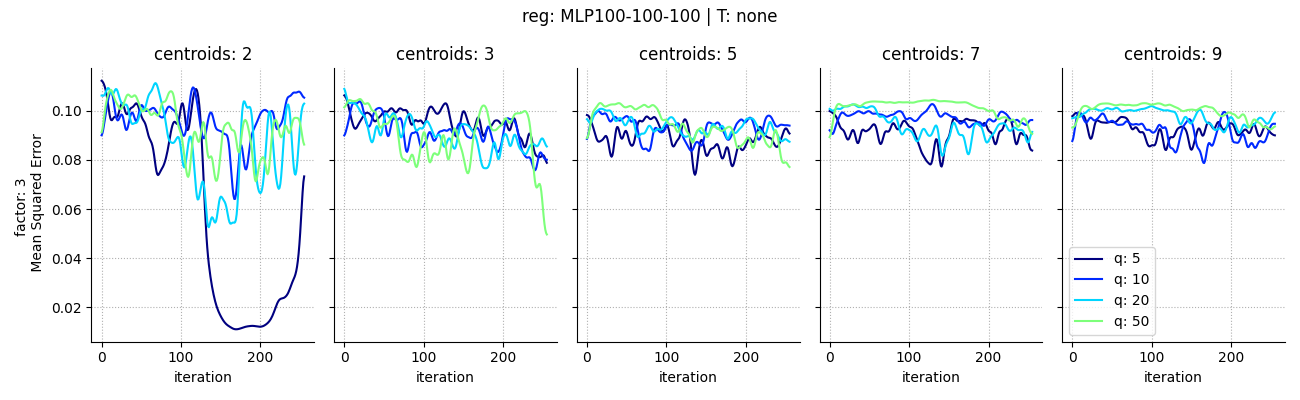 reg: MLP100-100-100 | T: none
centroids: 2
centroids: 3
centroids: 5
centroids: 7
centroids: 9
factor: 3
Mean Squared Error
0.10
0.08
0.06
0.04
0.02
0 100 200
iteration
0 100 200
iteration
0 100 200
iteration
0 100 200
iteration
0 100 200
iteration
q: 5
q: 10
q: 20
q: 50